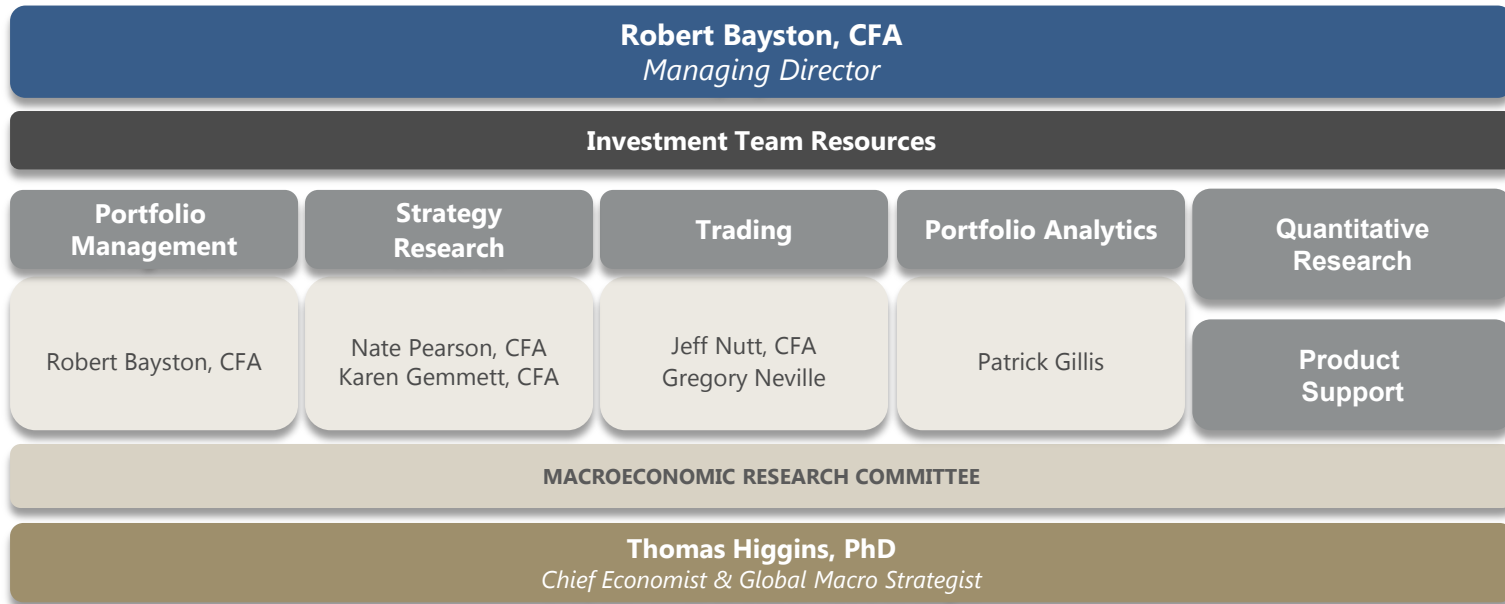 Robert Bayston, CFA
Managing Director
Investment Team Resources
Portfolio
Management
Strategy
Research
Trading
Portfolio Analytics
Quantitative
Research
Robert Bayston, CFA
Nate Pearson, CFA
Karen Gemmett, CFA
Jeff Nutt, CFA
Gregory Neville
Patrick Gillis
Product
Support
MACROECONOMIC RESEARCH COMMITTEE
Thomas Higgins, PhD
Chief Economist & Global Macro Strategist